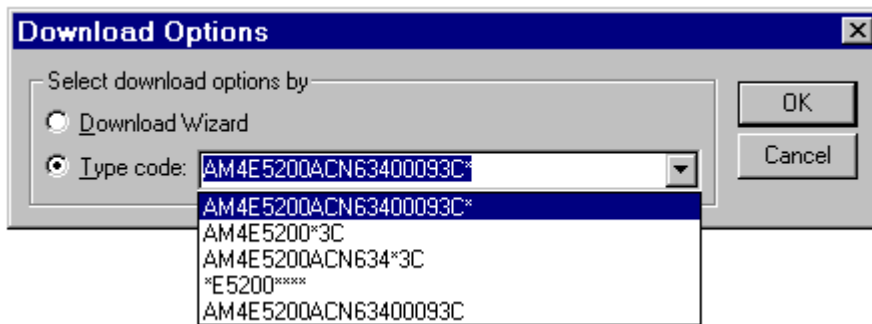 Download Options
Select download options by
Download Wizard
Type code: AM4E5200ACN63400093C*
OK
Cancel
AM4E5200ACN63400093C*
AM4E5200*3C
AM4E5200ACN634*3C
*E5200****
AM4E5200ACN63400093C